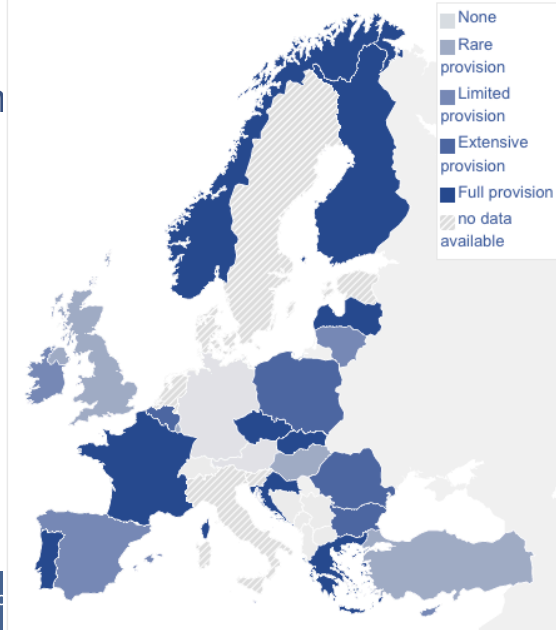 None
Rare
provision
Limited
provision
Extensive
provision
Full provision
no data
available